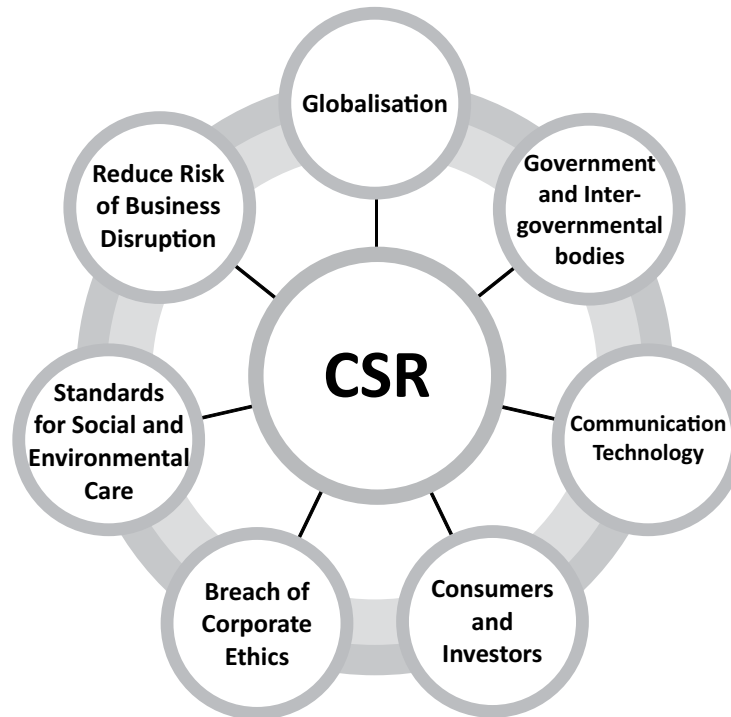 Globalisation
Government
and Inter-
governmental
bodies
Communication
Technology
Consumers
and
Investors
Breach of
Corporate
Ethics
Standards
for Social and
Environmental
Care
Reduce Risk
of Business
Disruption
CSR